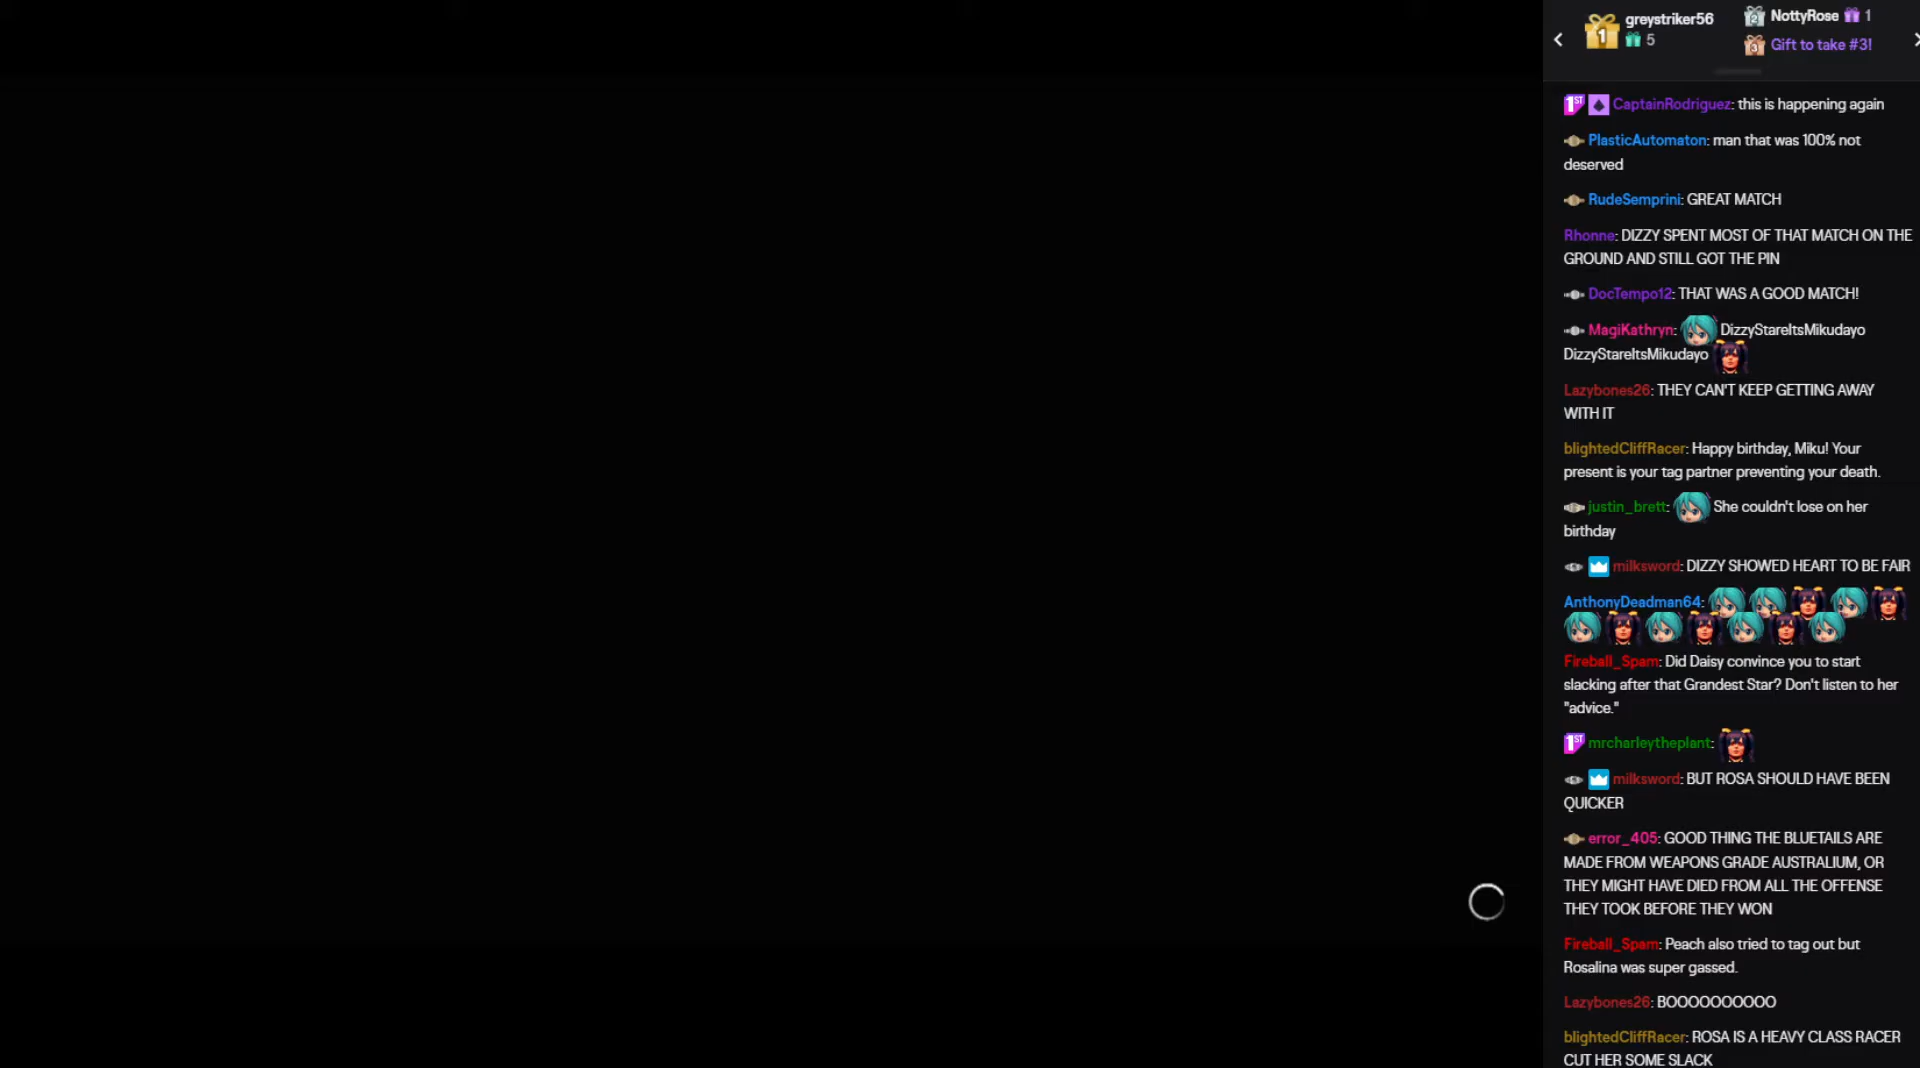 greystriker56
5
NottyRose 1
Gift to take #3!
CaptainRodriguez: this is happening again
PlasticAutomaton: man that was 100% not
deserved
RudeSemprini: GREAT MATCH
Rhonne: DIZZY SPENT MOST OF THAT MATCH ON THE
GROUND AND STILL GOT THE PIN
DocTempo12: THAT WAS A GOOD MATCH!
MagiKathryn: DizzyStareItsMikudayo
DizzyStareItsMikudayo
Lazybones26: THEY CAN'T KEEP GETTING AWAY
WITH IT
blightedCliffRacer: Happy birthday, Miku! Your
present is your tag partner preventing your death.
justin_brett: She couldn't lose on her
birthday
milksword: DIZZY SHOWED HEART TO BE FAIR
AnthonyDeadman64:
Fireball_Spam: Did Daisy convince you to start
slacking after that Grandest Star? Don't listen to her
"advice."
mrcharleytheplant:
milksword: BUT ROSA SHOULD HAVE BEEN
QUICKER
error_405: GOOD THING THE BLUETAILS ARE
MADE FROM WEAPONS GRADE AUSTRALIUM, OR
THEY MIGHT HAVE DIED FROM ALL THE OFFENSE
THEY TOOK BEFORE THEY WON
Fireball_Spam: Peach also tried to tag out but
Rosalina was super gassed.
Lazybones26: BOOOOOOOOOO
blightedCliffRacer: ROSA IS A HEAVY CLASS RACER
CUT HER SOME SLACK